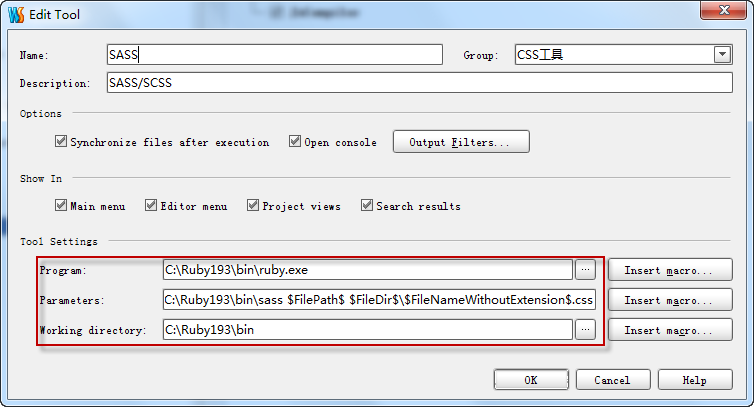 Edit Tool
Name: SASS Group: CSS工具
Description: SASS/SCSS
Options
Synchronize files after execution Open console Output Filters...
Show In
Main menu Editor menu Project views Search results
Tool Settings
Program: C:\Ruby193\bin\ruby.exe ... Insert macro...
Parameters: C:\Ruby193\bin\sass $FilePath$ $FileDir$\$FileNameWithoutExtension$.css Insert macro...
Working directory: C:\Ruby193\bin ... Insert macro...
OK Cancel Help